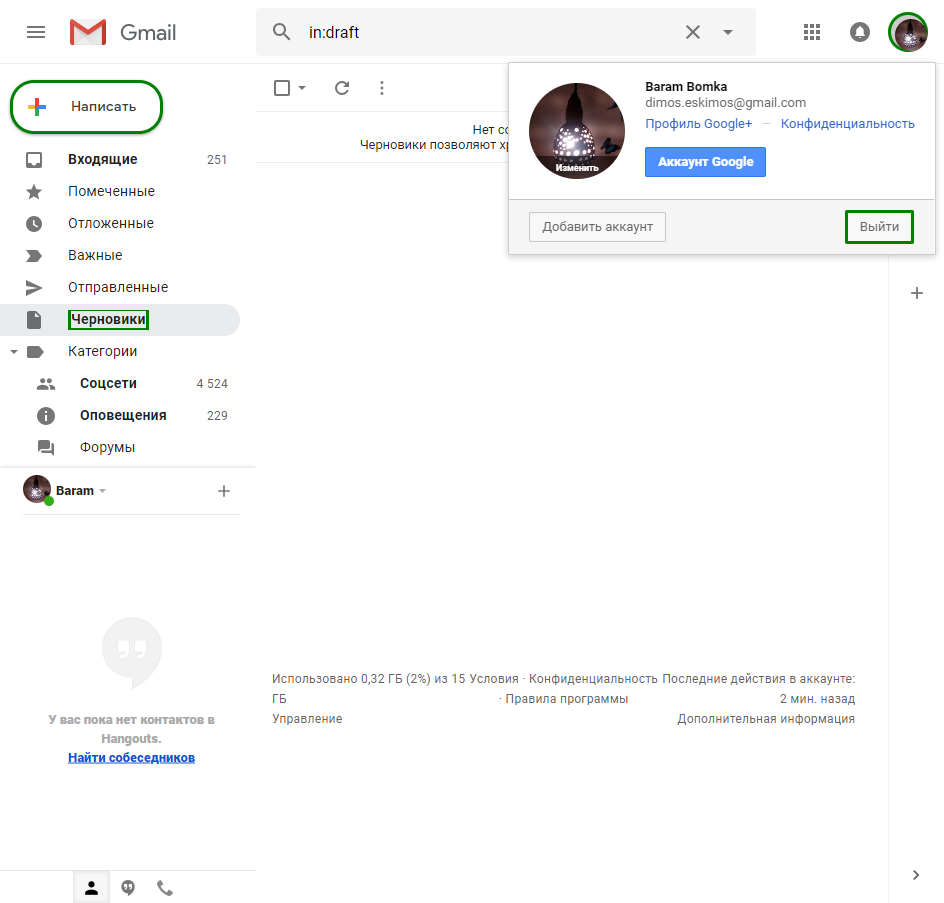 Gmail
in:draft
Написать
Входящие 251
Помеченные
Отложенные
Важные
Отправленные
Черновики
Категории
Соцсети 4 524
Оповещения 229
Форумы
Baram
У вас пока нет контактов в
Hangouts.
Найти собеседников
Нет со
Черновики позволяют хр
Baram Bomka
dimos.eskimos@gmail.com
Профиль Google+ – Конфиденциальность
Изменить
Аккаунт Google
Добавить аккаунт
Выйти
Использовано 0,32 ГБ (2%) из 15
ГБ
Управление
Условия · Конфиденциальность
· Правила программы
Последние действия в аккаунте:
2 мин. назад
Дополнительная информация